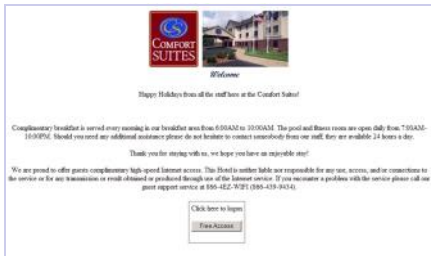 COMFORT
SUITES
Welcome
Happy Holidays from all the staff here at the Comfort Suites!
Complimentary breakfast is served every morning in our breakfast area from 6:00AM to 10:00AM. The pool and fitness room are open daily from 7:00AM-
10:00PM. Should you need any additional assistance please do not hesitate to contact somebody from our staff, they are available 24 hours a day.
Thank you for staying with us, we hope you have an enjoyable stay!
We are proud to offer guests complimentary high-speed Internet access. This Hotel is neither liable nor responsible for any use, access, and/or connections to
the service or for any transmission or result obtained or produced through use of the Internet service. If you encounter a problem with the service please call our
guest support service at 866-4EZ-WIFI (866-439-9434).
Click here to logon
Free Access